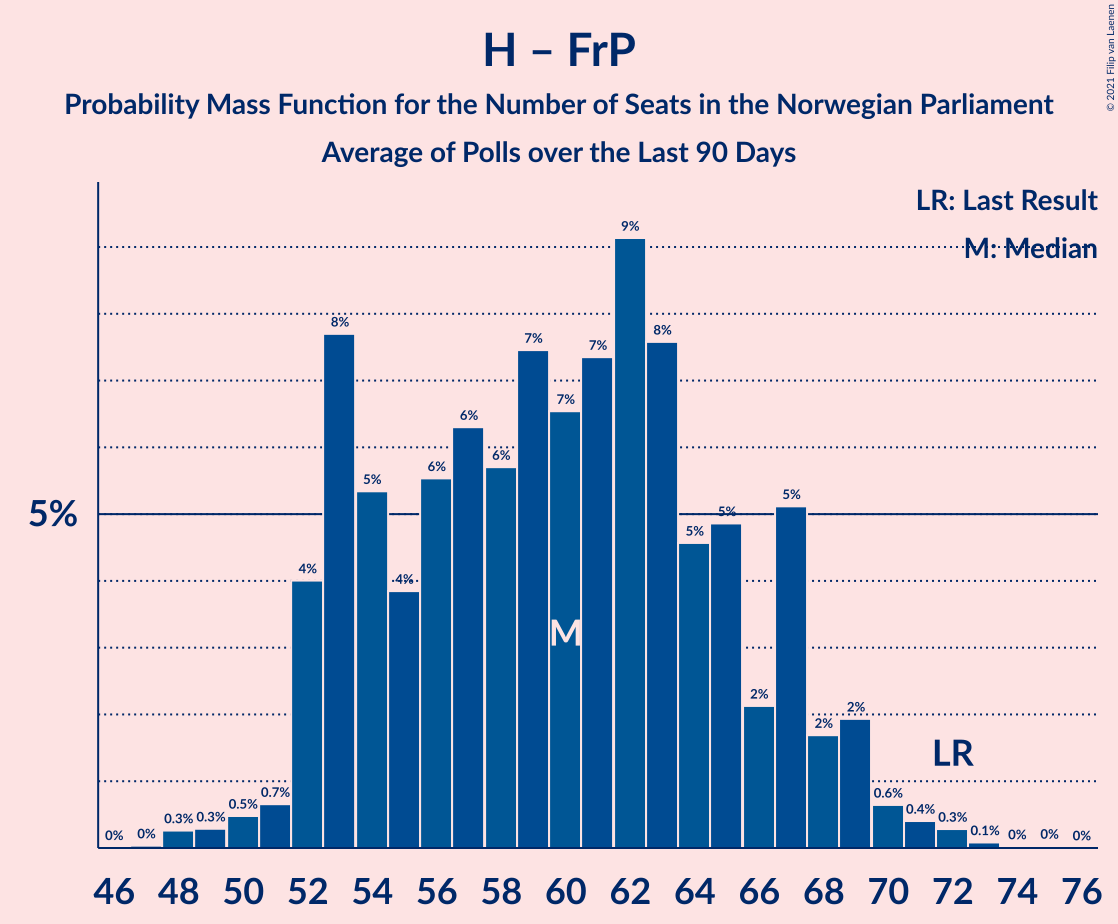 H – FrP
Probability Mass Function for the Number of Seats in the Norwegian Parliament
Average of Polls over the Last 90 Days
© 2021 Filip van Laenen
LR: Last Result
M: Median
5%
0% 0% 0.3% 0.3% 0.5% 0.7% 4% 8% 5% 4% 6% 6% 6% 7% 7% 7% 9% 8% 5% 5% 2% 5% 2% 2% 0.6% 0.4% 0.3% 0.1% 0% 0% 0%
M
LR
46 48 50 52 54 56 58 60 62 64 66 68 70 72 74 76